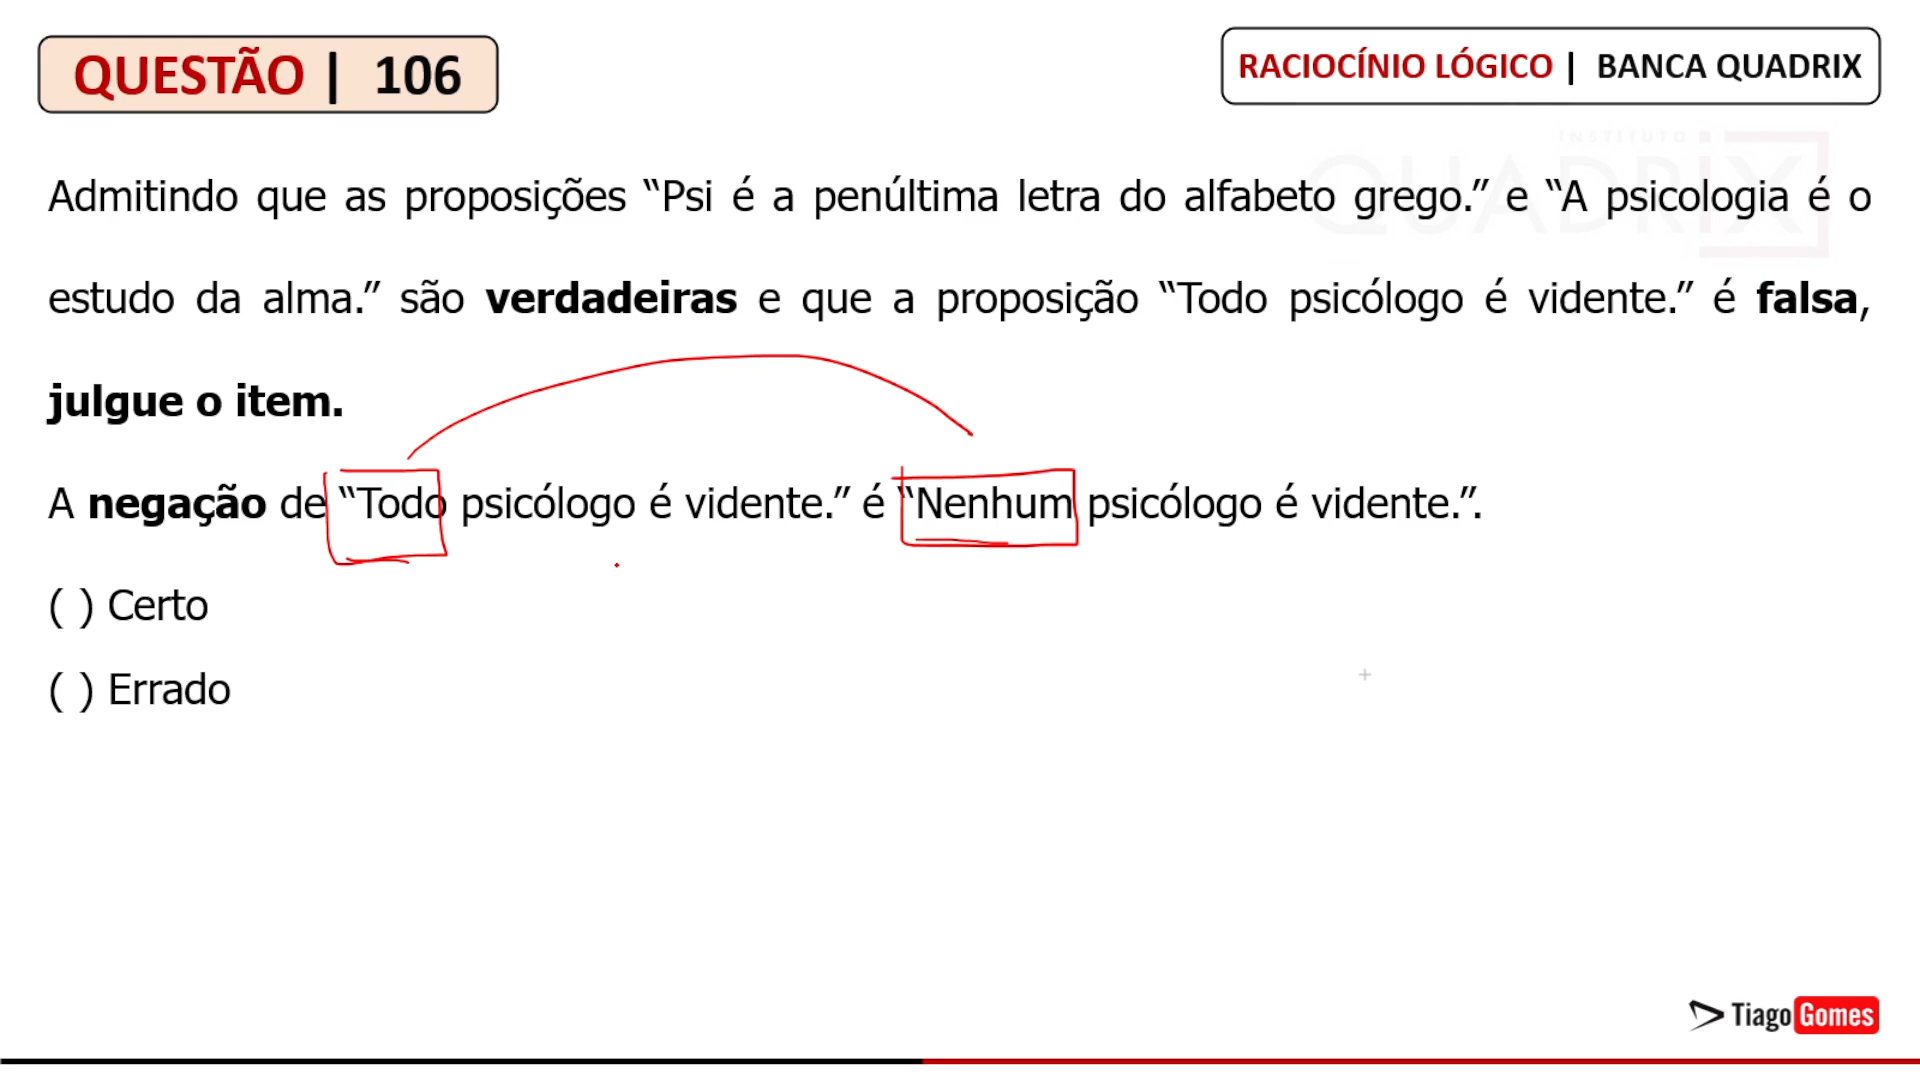 QUESTÃO | 106
RACIOCÍNIO LÓGICO | BANCA QUADRIX
INSTITUTO
QUADRIX
Admitindo que as proposições “Psi é a penúltima letra do alfabeto grego.” e “A psicologia é o
estudo da alma.” são verdadeiras e que a proposição “Todo psicólogo é vidente.” é falsa,
julgue o item.
A negação de “Todo psicólogo é vidente.” é “Nenhum psicólogo é vidente.”.
( ) Certo
( ) Errado
Tiago Gomes